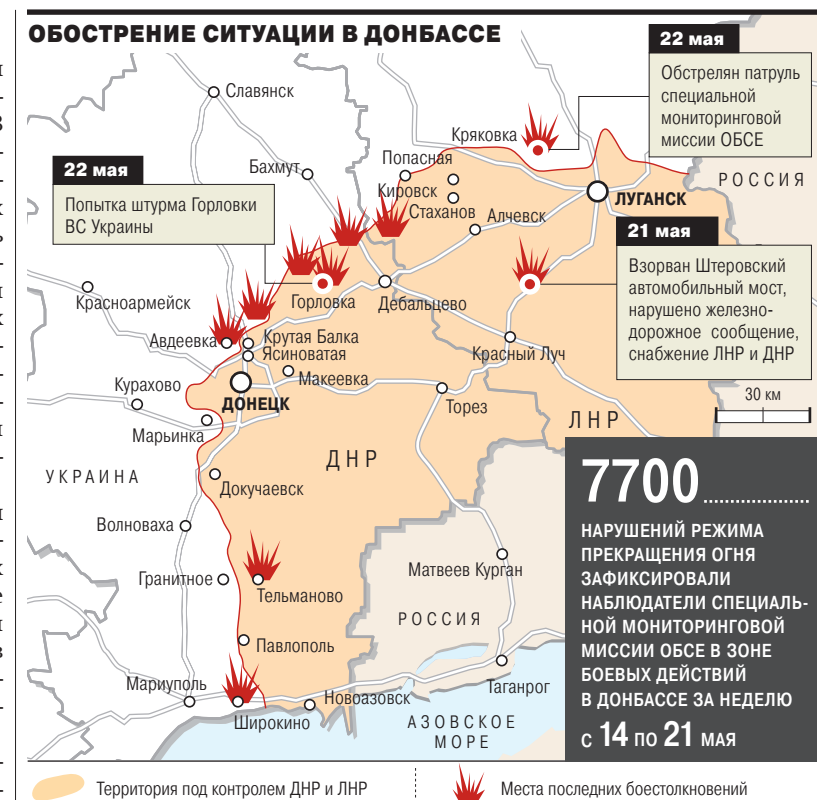 ОБОСТРЕНИЕ СИТУАЦИИ В ДОНБАССЕ
22 мая
Обстрелян патруль
специальной
мониторинговой
миссии ОБСЕ
22 мая
Попытка штурма Горловки
ВС Украины
21 мая
Взорван Штеровский
автомобильный мост,
нарушено железно-
дорожное сообщение,
снабжение ЛНР и ДНР
Славянск
Кряковка
Бахмут
Попасная
Кировск
Стаханов
Алчевск
ЛУГАНСК
РОССИЯ
Красноармейск
Горловка
Дебальцево
Авдеевка
Крутая Балка
Ясиноватая
Красный Луч
Макеевка
Курахово
ДОНЕЦК
Торез
30 км
Марьинка
ЛНР
ДНР
УКРАИНА
Докучаевск
Волноваха
Гранитное
Тельманово
Матвеев Курган
РОССИЯ
Павлополь
Мариуполь
Широкино
Новоазовск
Таганрог
АЗОВСКОЕ
МОРЕ
7700
НАРУШЕНИЙ РЕЖИМА
ПРЕКРАЩЕНИЯ ОГНЯ
ЗАФИКСИРОВАЛИ
НАБЛЮДАТЕЛИ СПЕЦИАЛЬ-
НОЙ МОНИТОРИНГОВОЙ
МИССИИ ОБСЕ В ЗОНЕ
БОЕВЫХ ДЕЙСТВИЙ
В ДОНБАССЕ ЗА НЕДЕЛЮ
С 14 ПО 21 МАЯ
Территория под контролем ДНР и ЛНР
Места последних боестолкновений